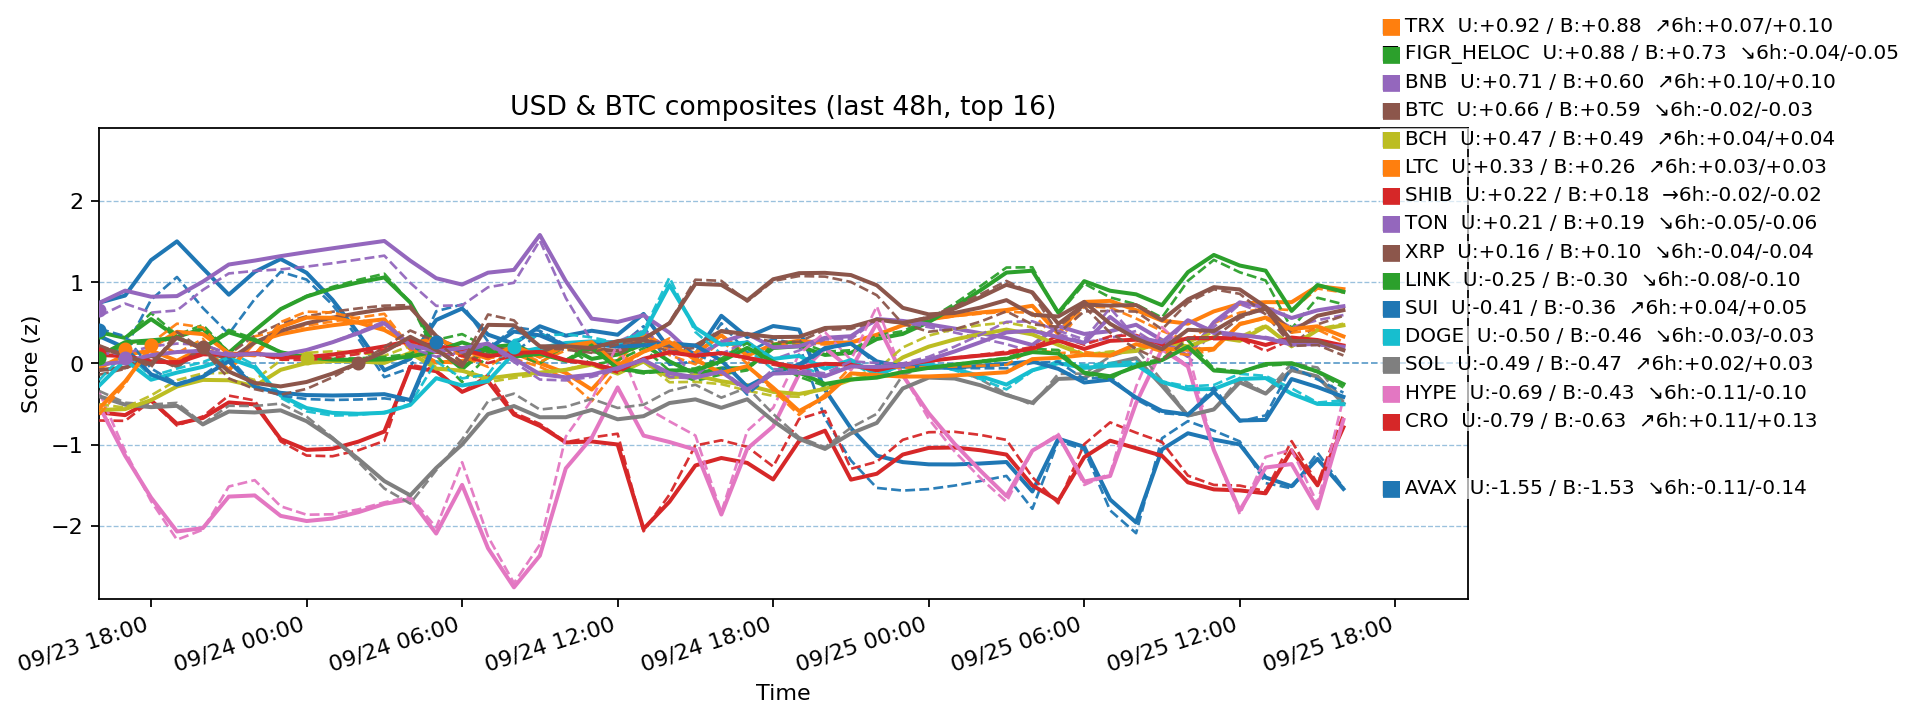 TRX  U:+0.92 / B:+0.88  ↗6h:+0.07/+0.10
FIGR_HELOC  U:+0.88 / B:+0.73  ↘6h:-0.04/-0.05
BNB  U:+0.71 / B:+0.60  ↗6h:+0.10/+0.10
USD & BTC composites (last 48h, top 16)
BTC  U:+0.66 / B:+0.59  ↘6h:-0.02/-0.03
BCH  U:+0.47 / B:+0.49  ↗6h:+0.04/+0.04
LTC  U:+0.33 / B:+0.26  ↗6h:+0.03/+0.03
SHIB  U:+0.22 / B:+0.18  →6h:-0.02/-0.02
TON  U:+0.21 / B:+0.19  ↘6h:-0.05/-0.06
XRP  U:+0.16 / B:+0.10  ↘6h:-0.04/-0.04
LINK  U:-0.25 / B:-0.30  ↘6h:-0.08/-0.10
SUI  U:-0.41 / B:-0.36  ↗6h:+0.04/+0.05
DOGE  U:-0.50 / B:-0.46  ↘6h:-0.03/-0.03
SOL  U:-0.49 / B:-0.47  ↗6h:+0.02/+0.03
HYPE  U:-0.69 / B:-0.43  ↘6h:-0.11/-0.10
CRO  U:-0.79 / B:-0.63  ↗6h:+0.11/+0.13
AVAX  U:-1.55 / B:-1.53  ↘6h:-0.11/-0.14
Score (z)
2
1
0
−1
−2
09/23 18:00
09/24 00:00
09/24 06:00
09/24 12:00
09/24 18:00
09/25 00:00
09/25 06:00
09/25 12:00
09/25 18:00
Time